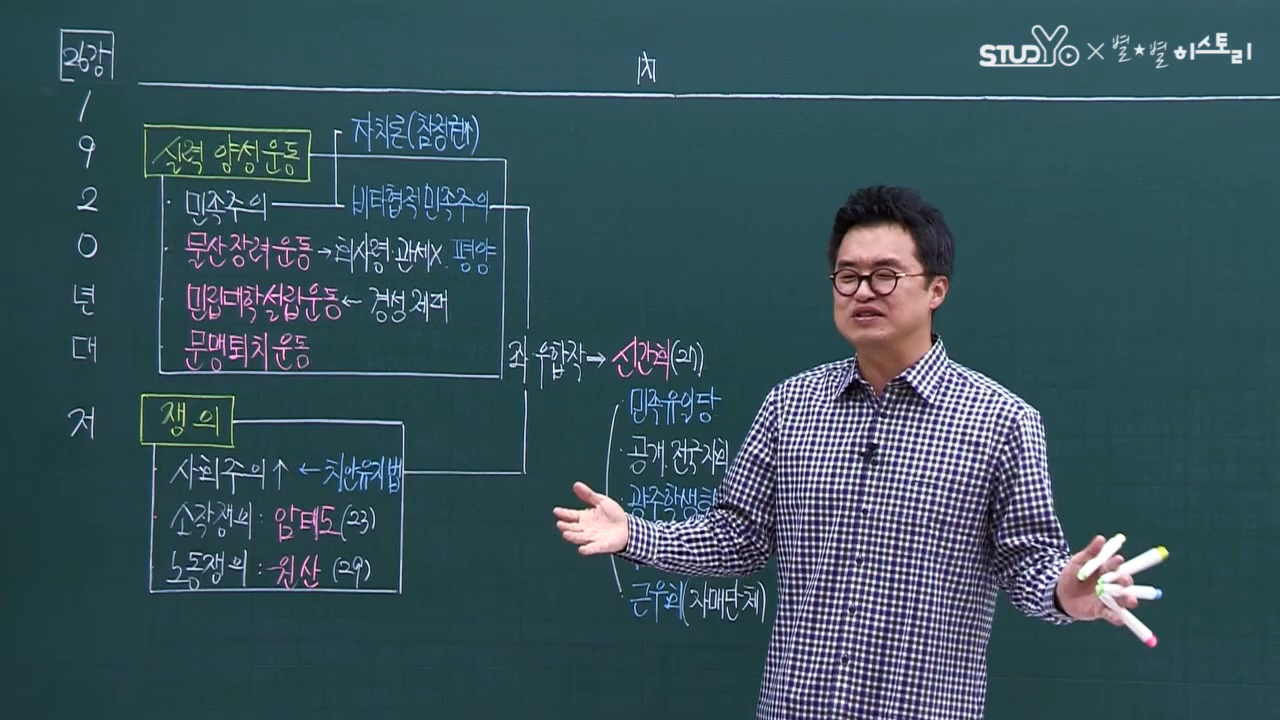 STUDYo × 별★별 히스토리
26강
1920년대 저
실력 양성운동
자치론(참정권↑)
· 민족주의
비타협적 민족주의
· 물산장려운동 → 회사령·관세X. 평양
· 민립대학설립운동 ← 경성제대
· 문맹퇴치운동
좌우합작 → 신간회(27)
· 민족유일당
· 공개. 전국지회
· 광주학생
· 근우회(자매단체)
쟁의
· 사회주의↑ ← 치안유지법
· 소작쟁의 : 암태도(23)
· 노동쟁의 : 원산(29)